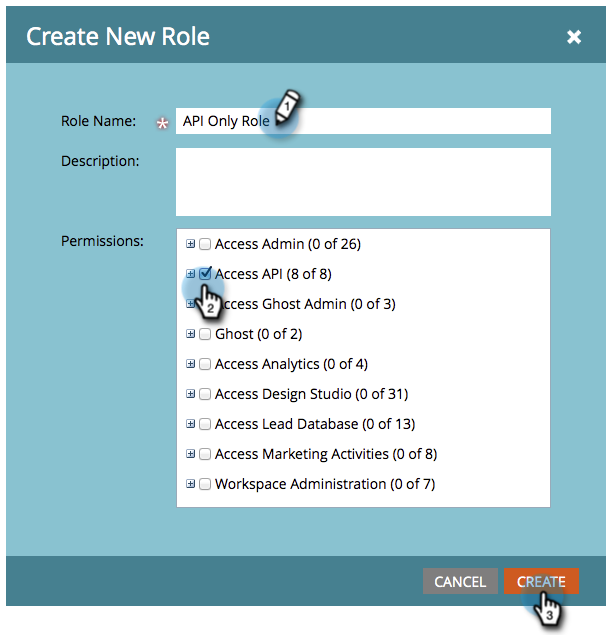 Create New Role
Role Name: * API Only Role 1
Description:
Permissions:
Access Admin (0 of 26)
Access API (8 of 8)
2
Access Ghost Admin (0 of 3)
Ghost (0 of 2)
Access Analytics (0 of 4)
Access Design Studio (0 of 31)
Access Lead Database (0 of 13)
Access Marketing Activities (0 of 8)
Workspace Administration (0 of 7)
CANCEL CREATE
3